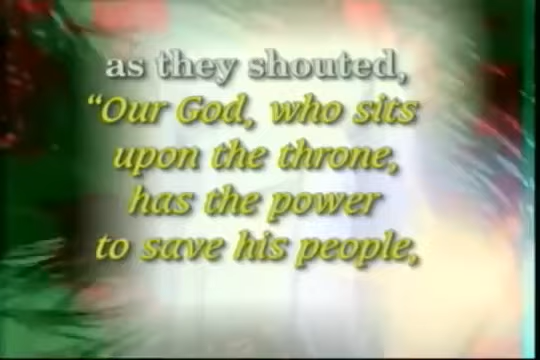 as they shouted,
“Our God, who sits
upon the throne,
has the power
to save his people,